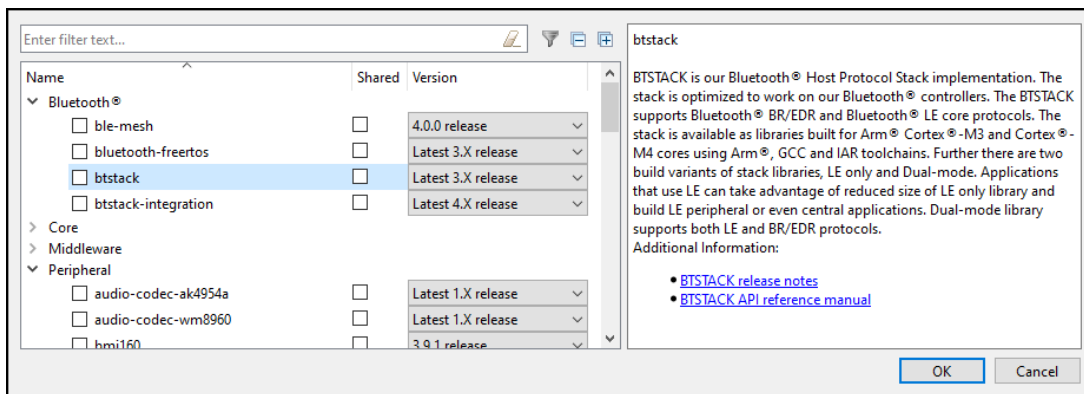 Enter filter text...
Name Shared Version
Bluetooth®
ble-mesh 4.0.0 release
bluetooth-freertos Latest 3.X release
btstack Latest 3.X release
btstack-integration Latest 4.X release
Core
Middleware
Peripheral
audio-codec-ak4954a Latest 1.X release
audio-codec-wm8960 Latest 1.X release
bmi160 3.9.1 release
btstack
BTSTACK is our Bluetooth® Host Protocol Stack implementation. The
stack is optimized to work on our Bluetooth® controllers. The BTSTACK
supports Bluetooth® BR/EDR and Bluetooth® LE core protocols. The
stack is available as libraries built for Arm® Cortex®-M3 and Cortex®-
M4 cores using Arm®, GCC and IAR toolchains. Further there are two
build variants of stack libraries, LE only and Dual-mode. Applications
that use LE can take advantage of reduced size of LE only library and
build LE peripheral or even central applications. Dual-mode library
supports both LE and BR/EDR protocols.
Additional Information:
• BTSTACK release notes
• BTSTACK API reference manual
OK Cancel